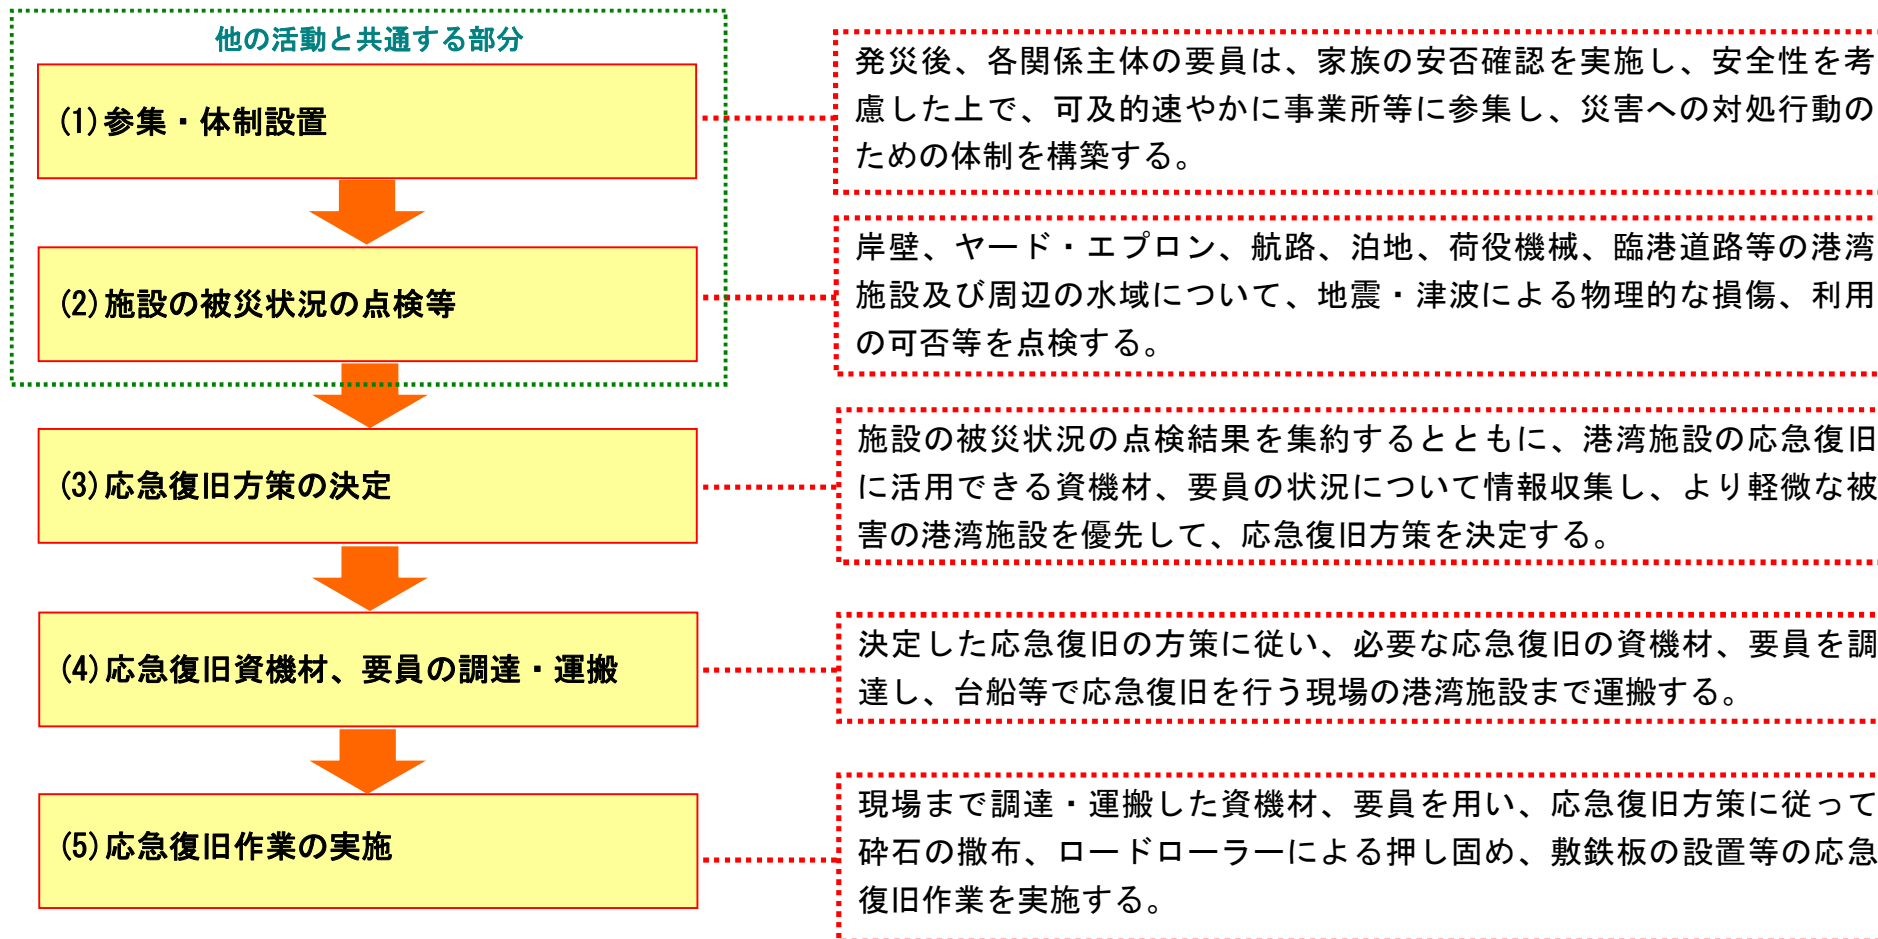 他の活動と共通する部分
(1)参集・体制設置
発災後、各関係主体の要員は、家族の安否確認を実施し、安全性を考
慮した上で、可及的速やかに事業所等に参集し、災害への対処行動の
ための体制を構築する。
(2)施設の被災状況の点検等
岸壁、ヤード・エプロン、航路、泊地、荷役機械、臨港道路等の港湾
施設及び周辺の水域について、地震・津波による物理的な損傷、利用
の可否等を点検する。
(3)応急復旧方策の決定
施設の被災状況の点検結果を集約するとともに、港湾施設の応急復旧
に活用できる資機材、要員の状況について情報収集し、より軽微な被
害の港湾施設を優先して、応急復旧方策を決定する。
(4)応急復旧資機材、要員の調達・運搬
決定した応急復旧の方策に従い、必要な応急復旧の資機材、要員を調
達し、台船等で応急復旧を行う現場の港湾施設まで運搬する。
(5)応急復旧作業の実施
現場まで調達・運搬した資機材、要員を用い、応急復旧方策に従って
砕石の撒布、ロードローラーによる押し固め、敷鉄板の設置等の応急
復旧作業を実施する。